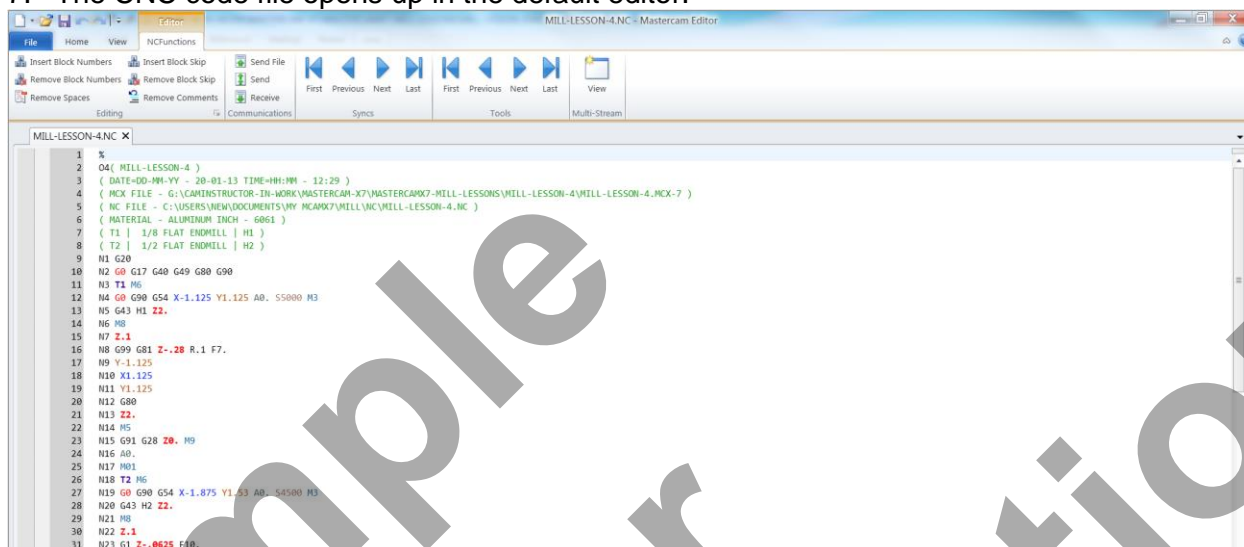 7. The CNC code file opens up in the default editor.
Editor
MILL-LESSON-4.NC - Mastercam Editor
File Home View NCFunctions
Insert Block Numbers Insert Block Skip Send File
Remove Block Numbers Remove Block Skip Send
Remove Spaces Remove Comments Receive
First Previous Next Last First Previous Next Last View
Editing Communications Syncs Tools Multi-Stream
MILL-LESSON-4.NC X
1 %
2 O4( MILL-LESSON-4 )
3 ( DATE=DD-MM-YY - 20-01-13 TIME=HH:MM - 12:29 )
4 ( MCX FILE - G:\CAMINSTRUCTOR-IN-WORK\MASTERCAM-X7\MASTERCAMX7-MILL-LESSONS\MILL-LESSON-4\MILL-LESSON-4.MCX-7 )
5 ( NC FILE - C:\USERS\NEW\DOCUMENTS\MY MCAMX7\MILL\NC\MILL-LESSON-4.NC )
6 ( MATERIAL - ALUMINUM INCH - 6061 )
7 ( T1 | 1/8 FLAT ENDMILL | H1 )
8 ( T2 | 1/2 FLAT ENDMILL | H2 )
9 N1 G20
10 N2 G0 G17 G40 G49 G80 G90
11 N3 T1 M6
12 N4 G0 G90 G54 X-1.125 Y1.125 A0. S5000 M3
13 N5 G43 H1 Z2.
14 N6 M8
15 N7 Z.1
16 N8 G99 G81 Z-.28 R.1 F7.
17 N9 Y-1.125
18 N10 X1.125
19 N11 Y1.125
20 N12 G80
21 N13 Z2.
22 N14 M5
23 N15 G91 G28 Z0. M9
24 N16 A0.
25 N17 M01
26 N18 T2 M6
27 N19 G0 G90 G54 X-1.875 Y1.53 A0. S4500 M3
28 N20 G43 H2 Z2.
29 N21 M8
30 N22 Z.1
31 N23 G1 Z-.0625 F10.